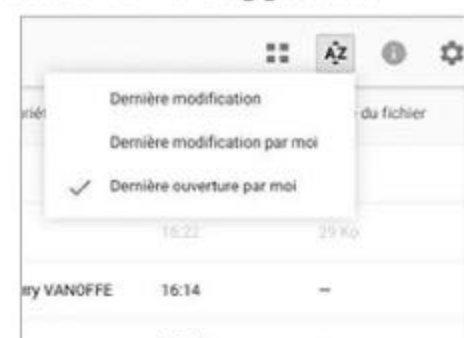 AZ
Dernière modification
du fichier
Dernière modification par moi
Dernière ouverture par moi
16:22 29 Ko
VANOFFE 16:14 —